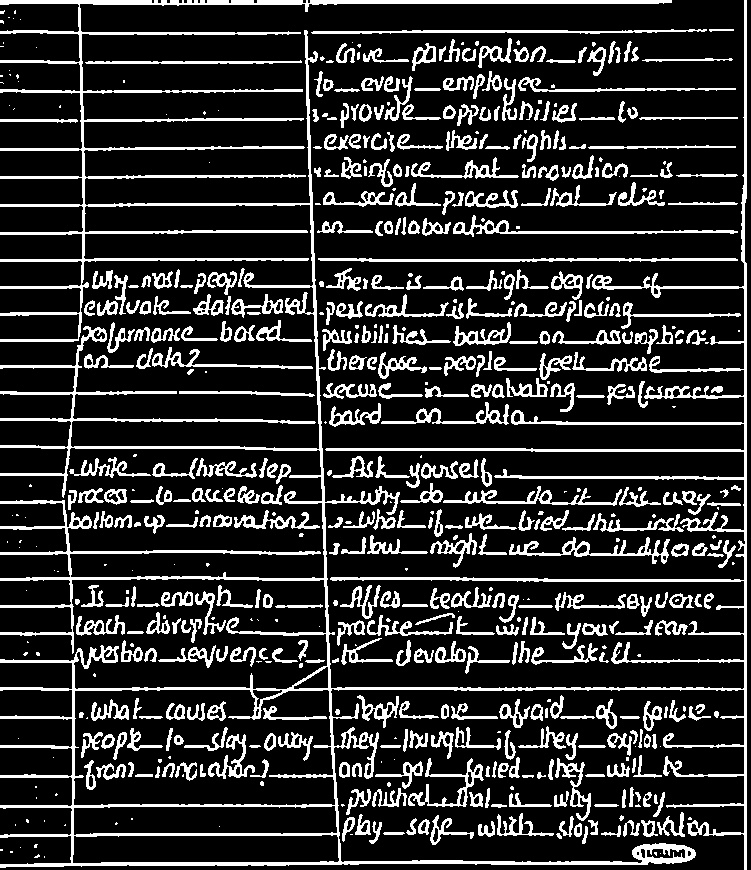 2. Give participation rights
to every employee.
3. provide opportunities to
exercise their rights.
4. Reinforce that innovation is
a social process that relies
on collaboration.
. Why most people
evaluate data-based
performance based
on data?
. There is a high degree of
personal risk in exploring
possibilities based on assumptions,
therefore, people feels more
secure in evaluating performance
based on data.
. Write a three-step
process to accelerate
bottom-up innovation?
. Ask yourself,
1. why do we do it this way?
2. What if we tried this instead?
3. How might we do it differently?
. Is it enough to
teach disruptive
question sequence?
. After teaching the sequence,
practice it with your team
to develop the skill.
. What causes the
people to stay away
from innovation?
. People are afraid of failure.
They thought if they explore
and got failed, they will be
punished, that is why they
play safe, which stops innovation.